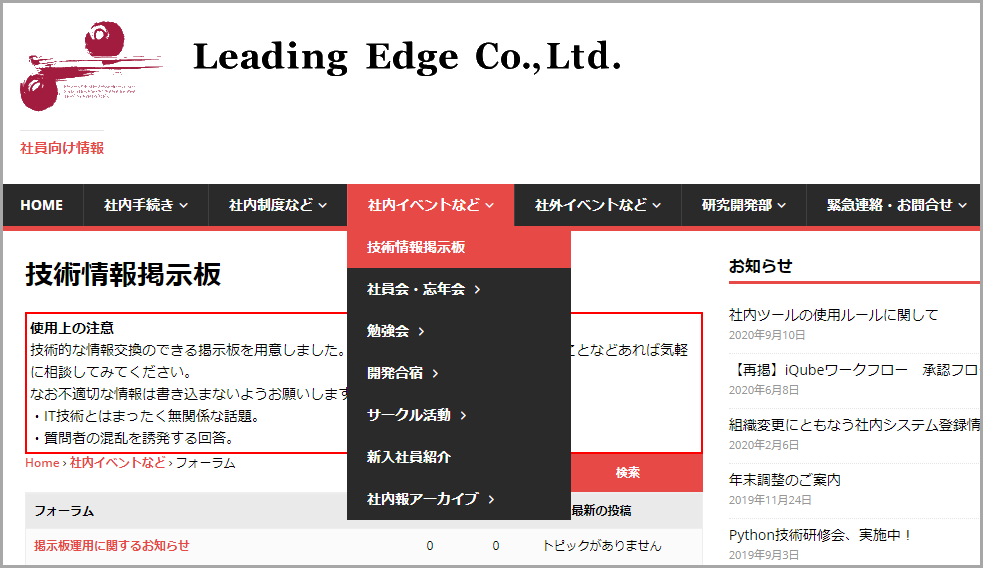 Leading Edge Co.,Ltd.
社員向け情報
HOME
社内手続き
社内制度など
社内イベントなど
社外イベントなど
研究開発部
緊急連絡・お問合せ
技術情報掲示板
社員会・忘年会
勉強会
開発合宿
サークル活動
新入社員紹介
社内報アーカイブ
技術情報掲示板
使用上の注意
技術的な情報交換のできる掲示板を用意しました。
ことなどあれば気軽
に相談してみてください。
なお不適切な情報は書き込まないようお願いします
・IT技術とはまったく無関係な話題。
・質問者の混乱を誘発する回答。
Home › 社内イベントなど › フォーラム
検索
フォーラム
最新の投稿
掲示板運用に関するお知らせ
0
0
トピックがありません
お知らせ
社内ツールの使用ルールに関して
2020年9月10日
【再掲】iQubeワークフロー 承認フロ
2020年6月8日
組織変更にともなう社内システム登録情
2020年2月6日
年末調整のご案内
2019年11月24日
Python技術研修会、実施中！
2019年9月3日